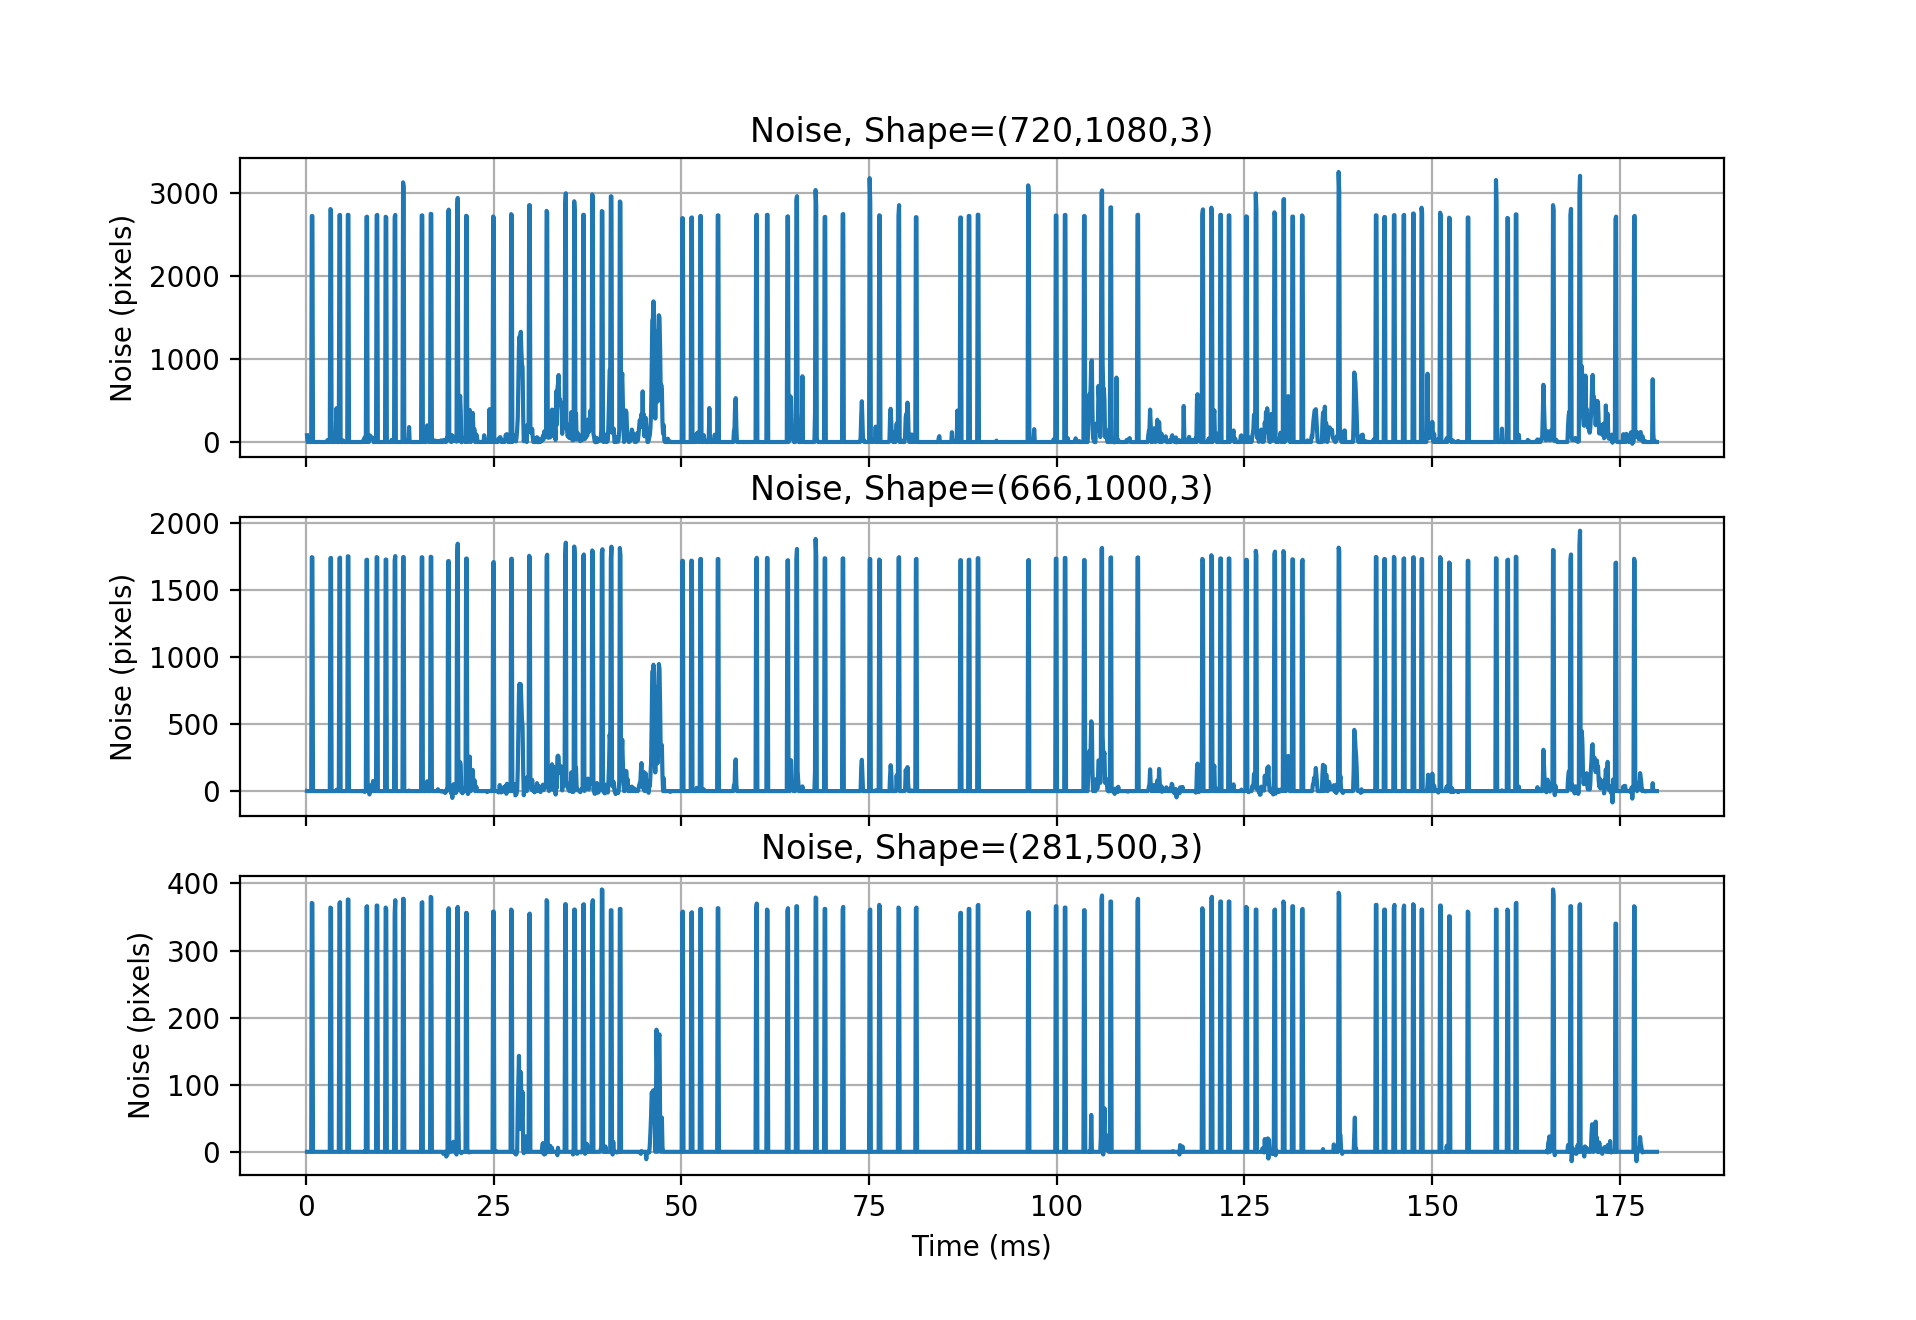 Noise, Shape=(720,1080,3)
3000
2000
1000
0
Noise (pixels)
Noise, Shape=(666,1000,3)
2000
1500
1000
500
0
Noise (pixels)
Noise, Shape=(281,500,3)
400
300
200
100
0
Noise (pixels)
0 25 50 75 100 125 150 175
Time (ms)